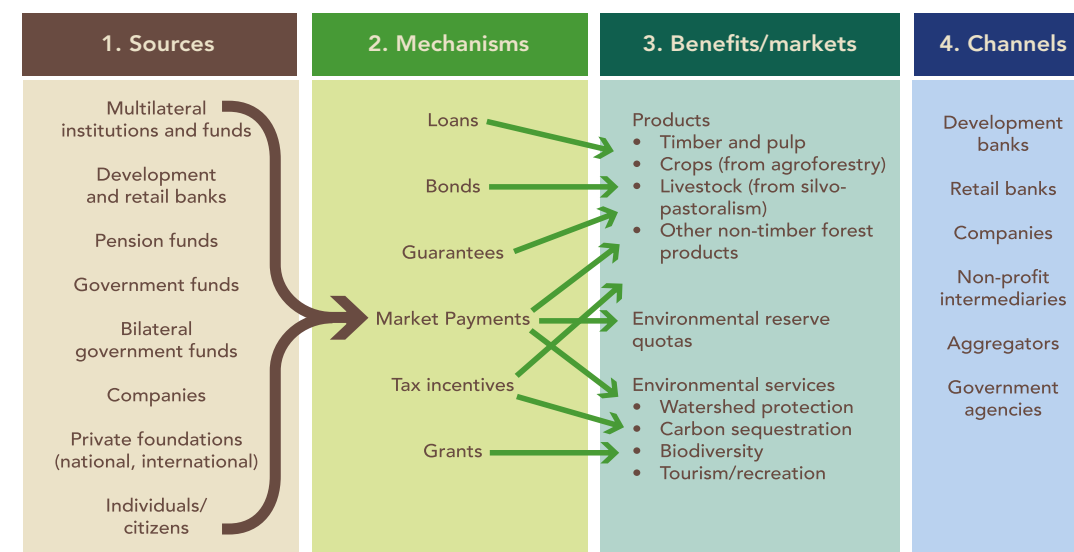 1. Sources
Multilateral
institutions and funds
Development
and retail banks
Pension funds
Government funds
Bilateral
government funds
Companies
Private foundations
(national, international)
Individuals/
citizens
2. Mechanisms
Loans
Bonds
Guarantees
Market Payments
Tax incentives
Grants
3. Benefits/markets
Products
• Timber and pulp
• Crops (from agroforestry)
• Livestock (from silvo-
pastoralism)
• Other non-timber forest
products
Environmental reserve
quotas
Environmental services
• Watershed protection
• Carbon sequestration
• Biodiversity
• Tourism/recreation
4. Channels
Development
banks
Retail banks
Companies
Non-profit
intermediaries
Aggregators
Government
agencies